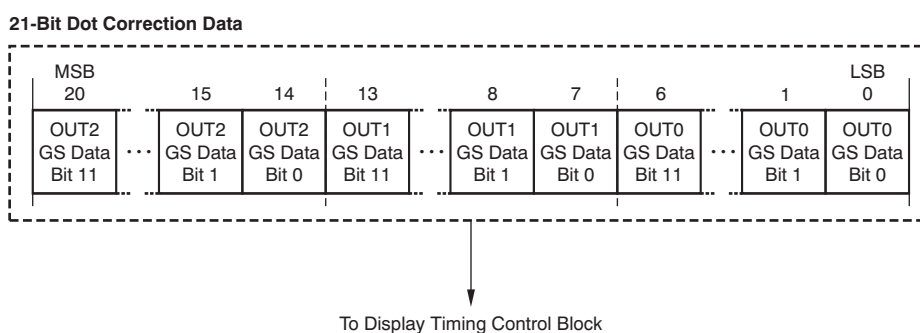 21-Bit Dot Correction Data
MSB LSB
20 15 14 13 8 7 6 1 0
OUT2 OUT2 OUT2 OUT1 OUT1 OUT1 OUT0 OUT0 OUT0
GS Data ... GS Data GS Data GS Data ... GS Data GS Data GS Data ... GS Data GS Data
Bit 11 Bit 1 Bit 0 Bit 11 Bit 1 Bit 0 Bit 11 Bit 1 Bit 0
To Display Timing Control Block